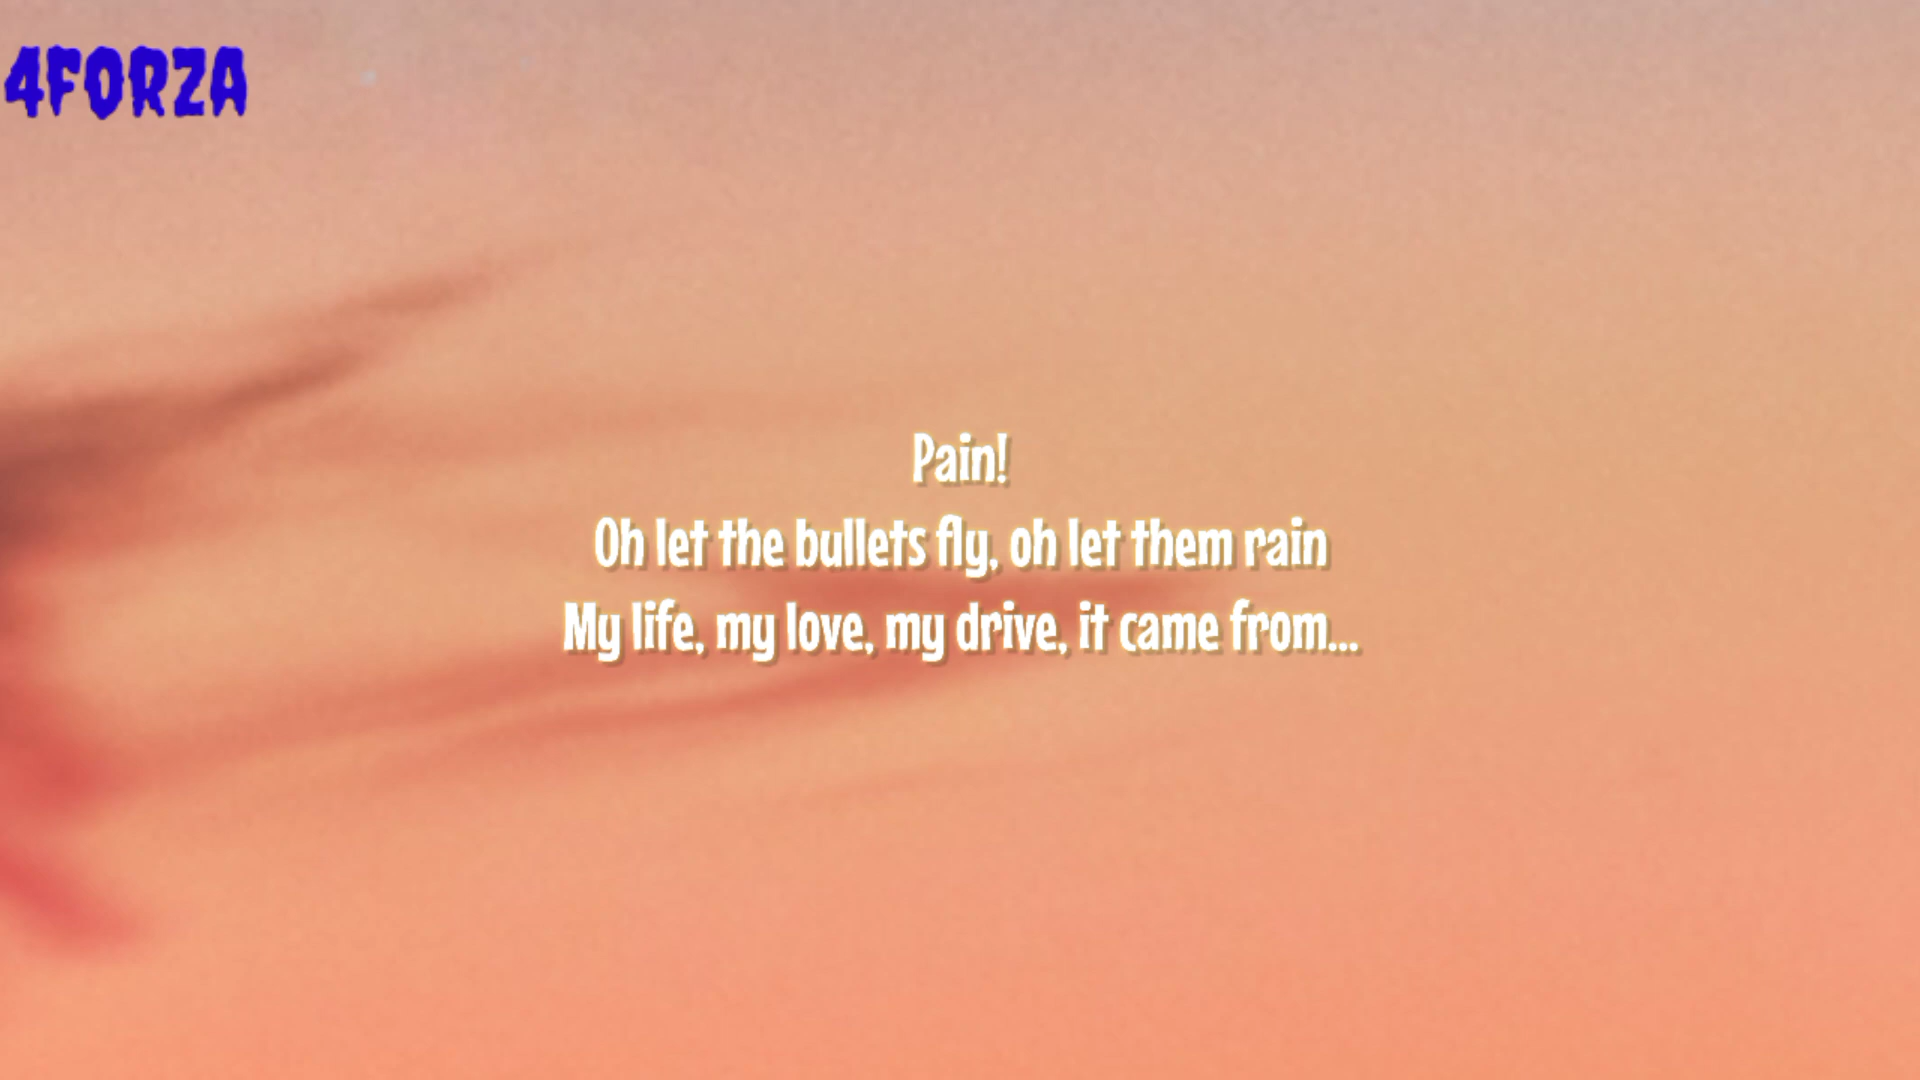 4FORZA
Pain!
Oh let the bullets fly, oh let them rain
My life, my love, my drive, it came from...